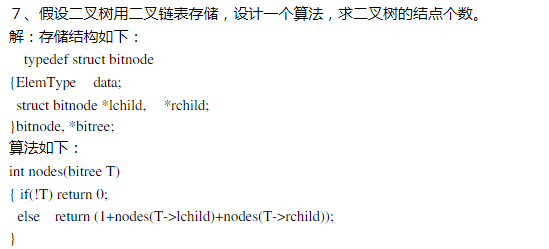 ７、假设二叉树用二叉链表存储，设计一个算法，求二叉树的结点个数。
解：存储结构如下：
typedef struct bitnode
{ElemType data;
struct bitnode *lchild, *rchild;
}bitnode, *bitree;
算法如下：
int nodes(bitree T)
{ if(!T) return 0;
else return (1+nodes(T->lchild)+nodes(T->rchild));
}